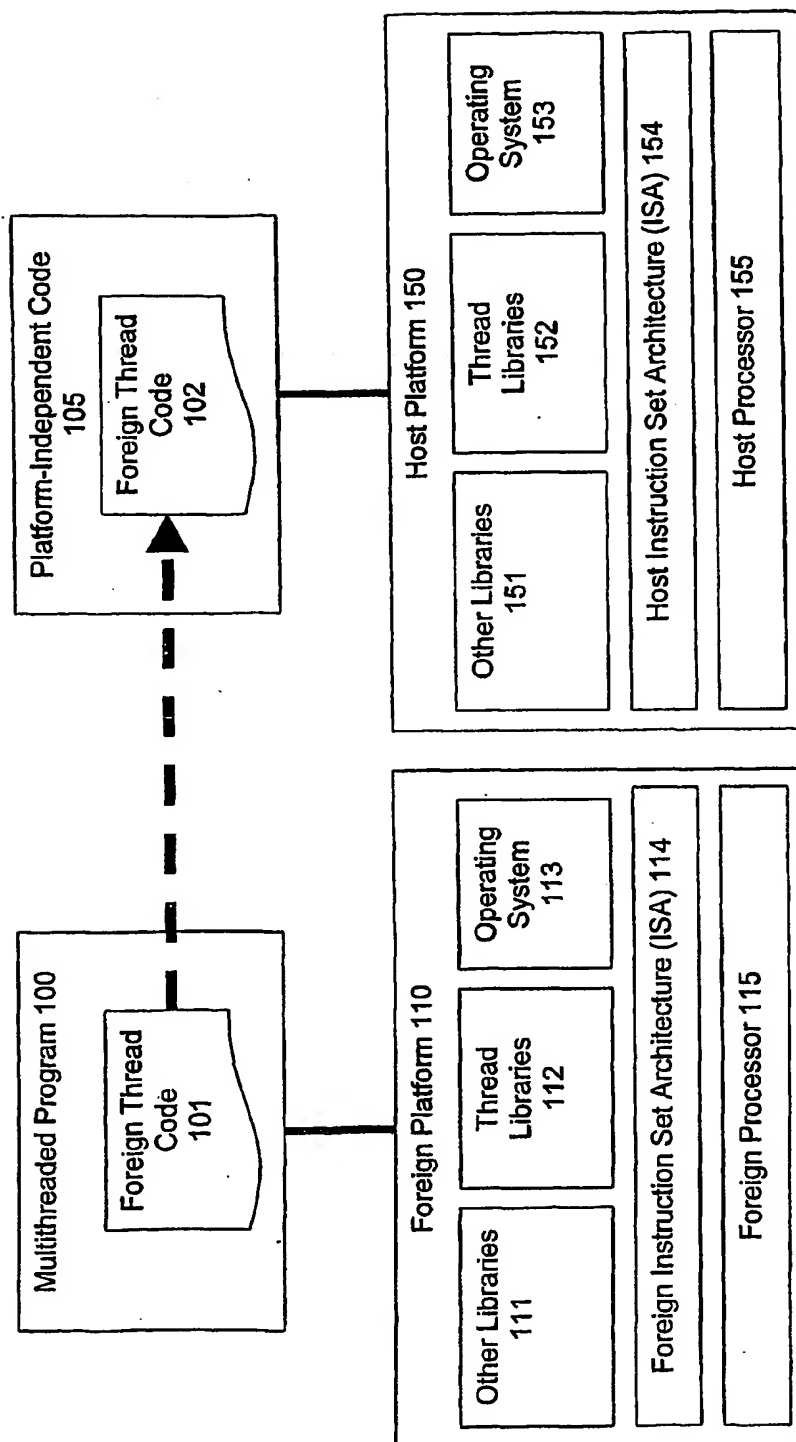 Multithreaded Program 100
Foreign Thread
Code
101
Foreign Platform 110
Other Libraries
111
Thread
Libraries
112
Operating
System
113
Foreign Instruction Set Architecture (ISA) 114
Foreign Processor 115
Platform-Independent Code
105
Foreign Thread
Code
102
Host Platform 150
Other Libraries
151
Thread
Libraries
152
Operating
System
153
Host Instruction Set Architecture (ISA) 154
Host Processor 155